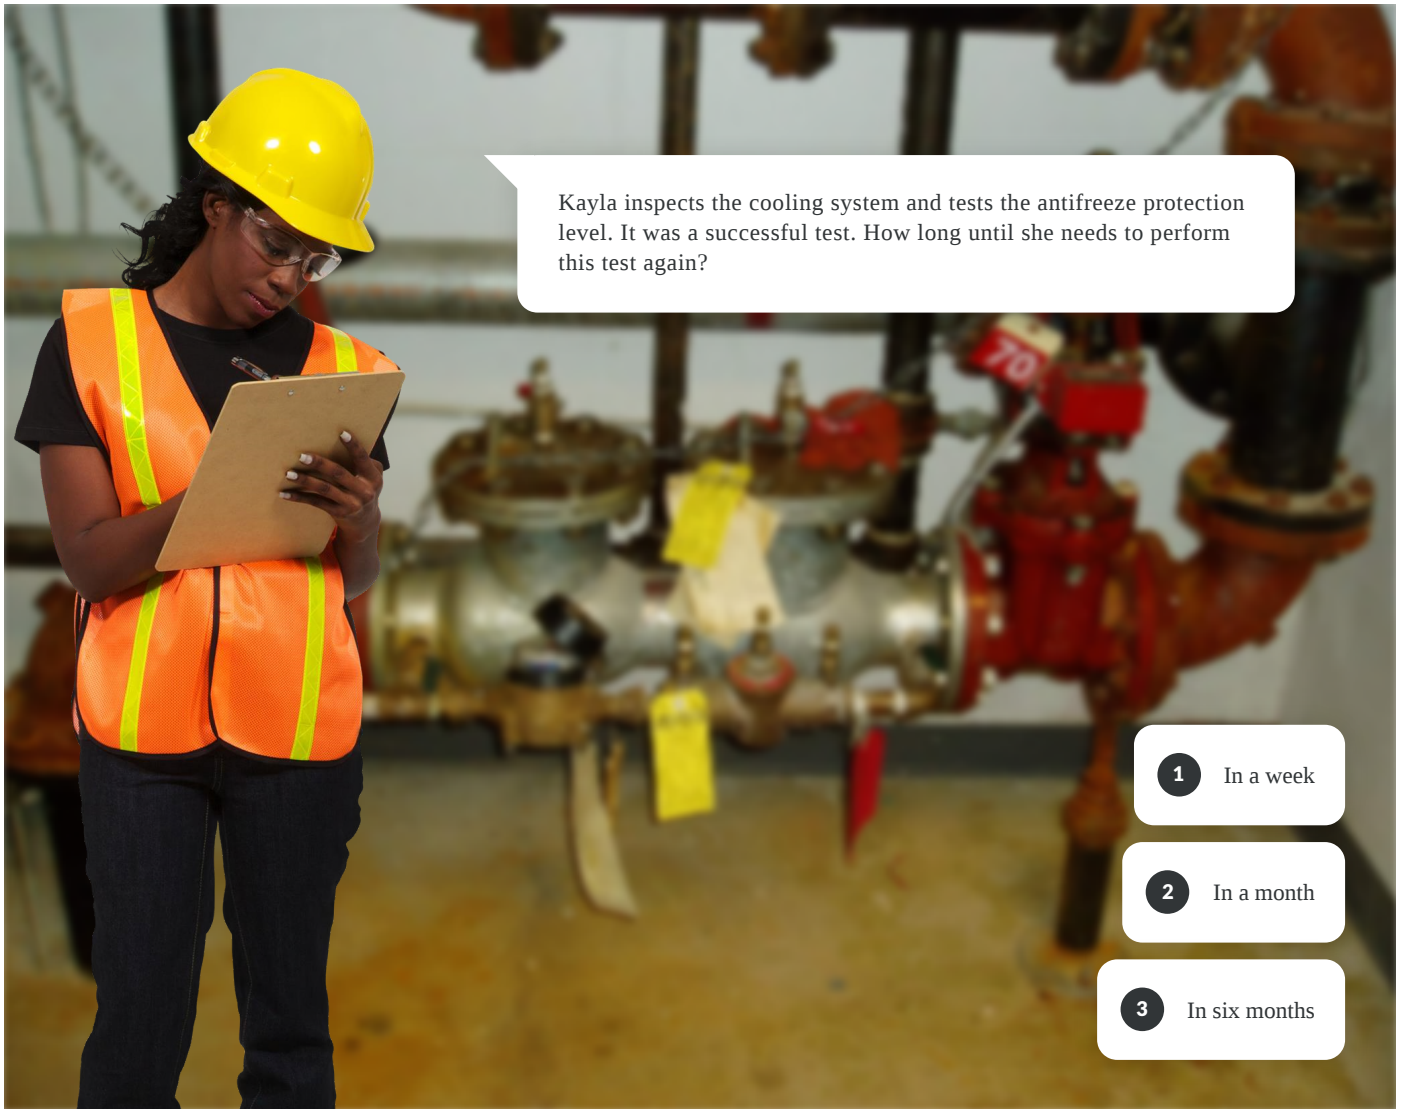 Kayla inspects the cooling system and tests the antifreeze protection
level. It was a successful test. How long until she needs to perform
this test again?
70
1 In a week
2 In a month
3 In six months